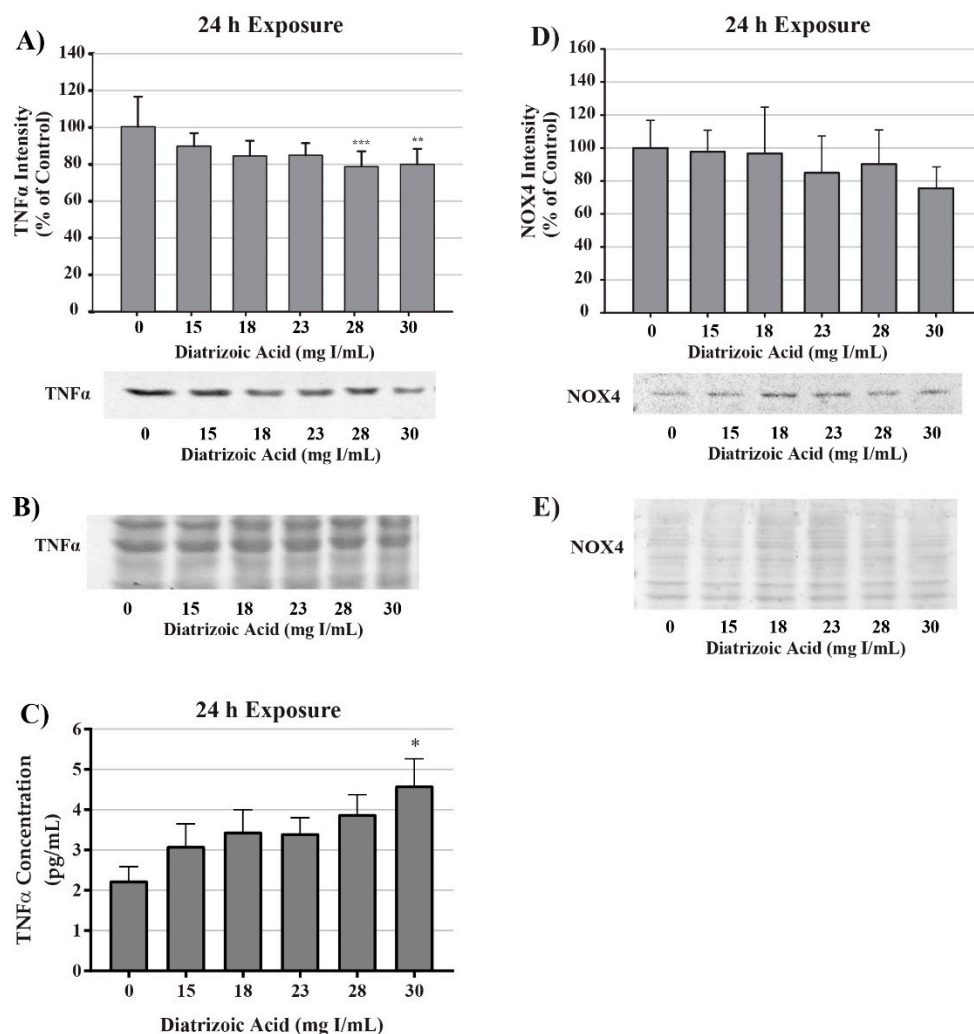 A)
24 h Exposure
TNFα Intensity
(% of Control)
140
120
100
80
60
40
20
0
***
**
0 15 18 23 28 30
Diatrizoic Acid (mg I/mL)
TNFα
0 15 18 23 28 30
Diatrizoic Acid (mg I/mL)
B)
TNFα
0 15 18 23 28 30
Diatrizoic Acid (mg I/mL)
C)
24 h Exposure
TNFα Concentration
(pg/mL)
6
5
4
3
2
1
0
*
0 15 18 23 28 30
Diatrizoic Acid (mg I/mL)
D)
24 h Exposure
NOX4 Intensity
(% of Control)
160
140
120
100
80
60
40
20
0
0 15 18 23 28 30
Diatrizoic Acid (mg I/mL)
NOX4
0 15 18 23 28 30
Diatrizoic Acid (mg I/mL)
E)
NOX4
0 15 18 23 28 30
Diatrizoic Acid (mg I/mL)